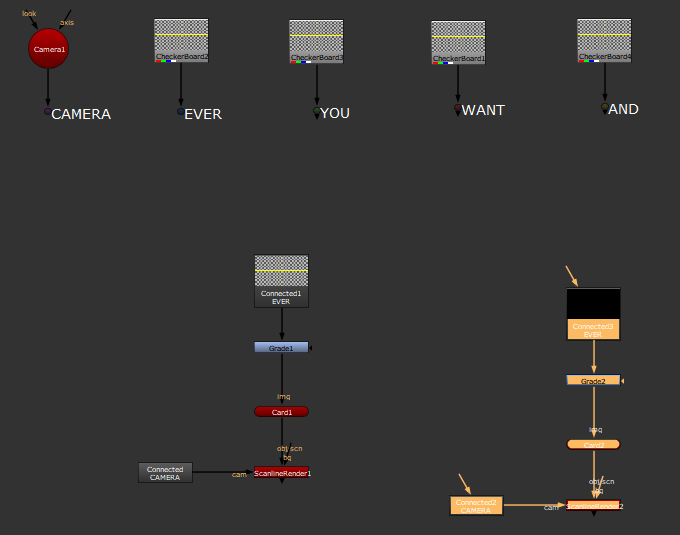 look
axis
Camera1
CheckerBoard2
CheckerBoard3
CheckerBoard1
CheckerBoard4
CAMERA
EVER
YOU
WANT
AND
Connected1
EVER
Connected3
EVER
Grade1
Grade2
img
Card1
img
Card2
obj/scn
bg
Connected
CAMERA
cam
ScanlineRender1
obj/scn
bg
Connected2
CAMERA
cam
ScanlineRender2